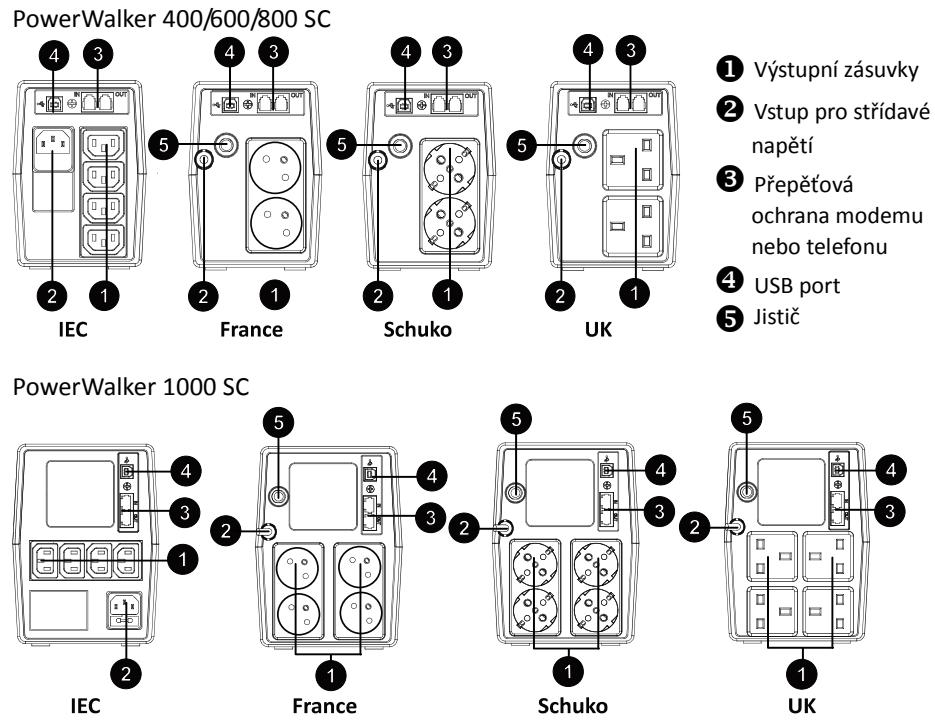 PowerWalker 400/600/800 SC
4 3 4 3 4 3 4 3
IN OUT IN OUT IN OUT IN OUT
5 5 5
2 1 2 1 2 1 2 1
IEC France Schuko UK
1 Výstupní zásuvky
2 Vstup pro střídavé
napětí
3 Přepěťová
ochrana modemu
nebo telefonu
4 USB port
5 Jistič
PowerWalker 1000 SC
5 5 5
4 4 4 4
3 3 3 3
2 2 2
1
2 1 1 1
IEC France Schuko UK